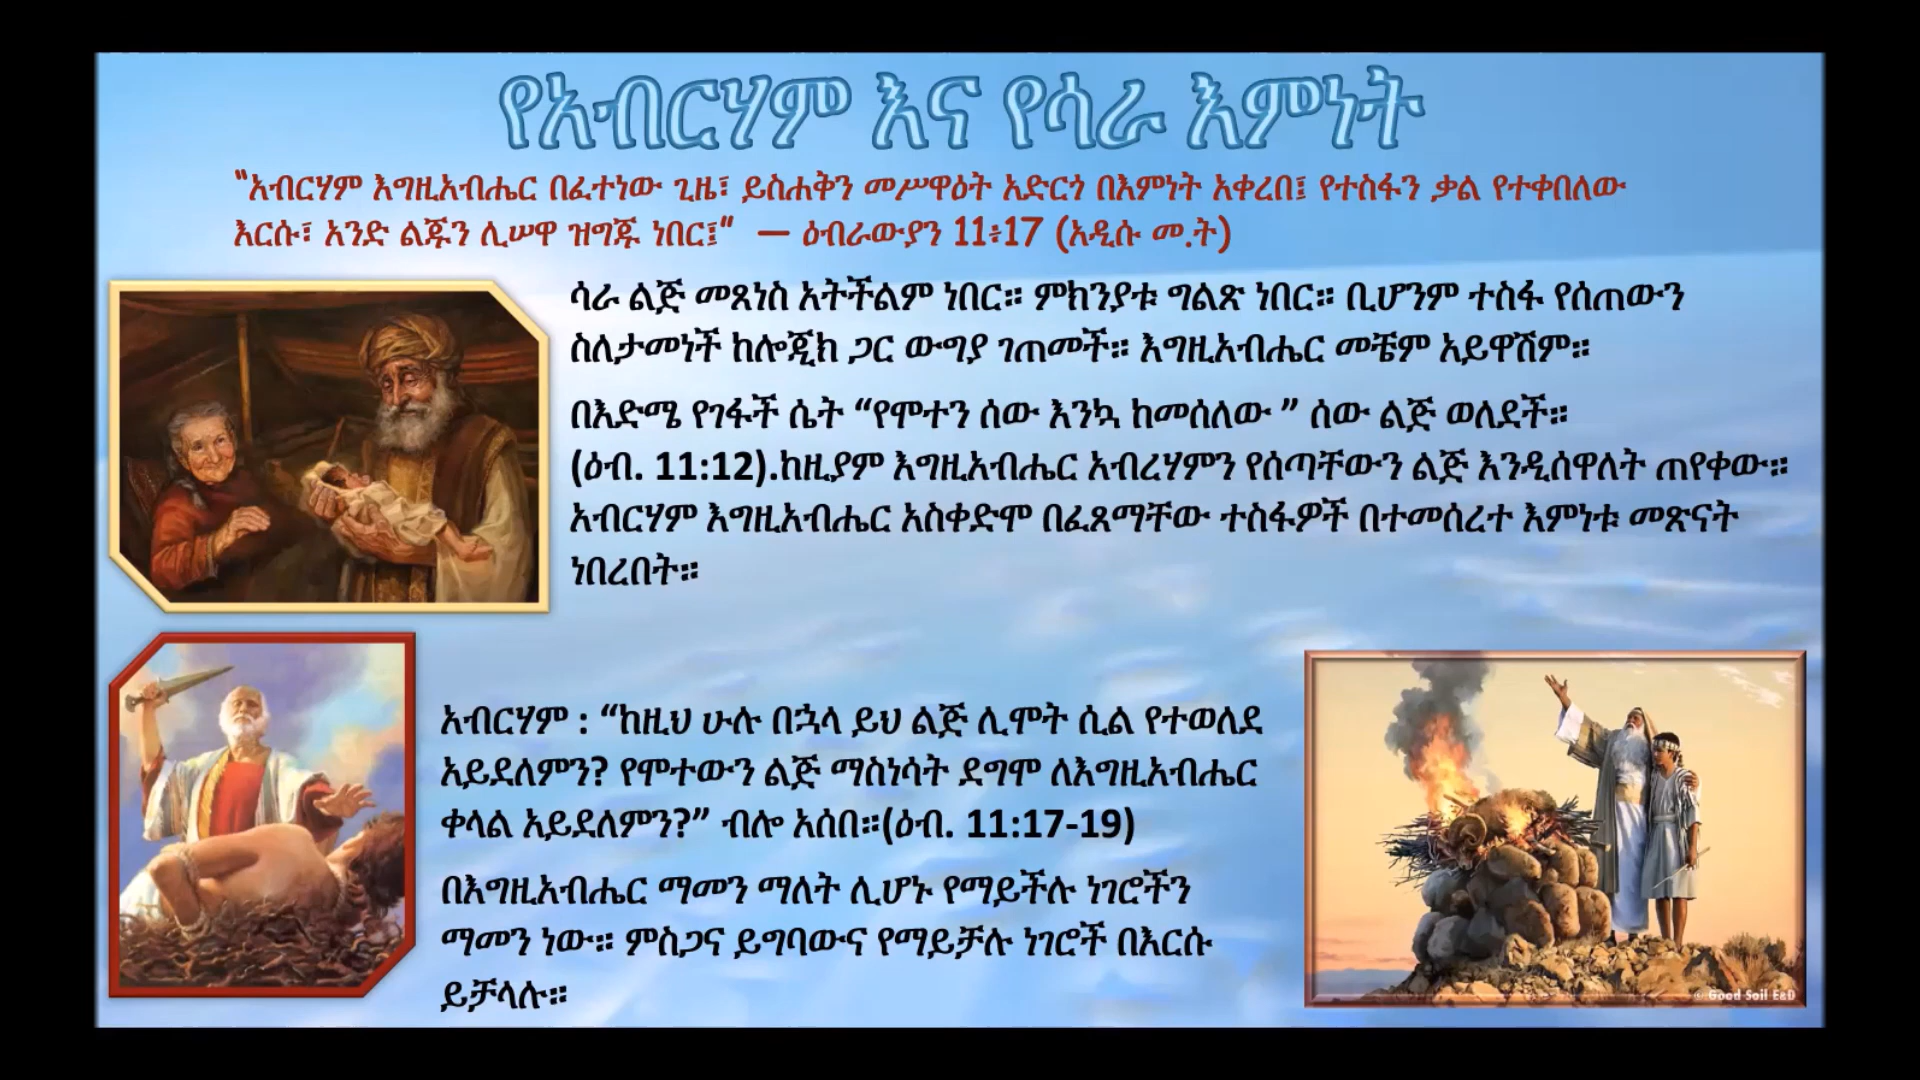 የአብርሃም እና የሳራ እምነት
"አብርሃም እግዚአብሔር በፈተነው ጊዜ፣ ይስሐቅን መሥዋዕት አድርጎ በእምነት አቀረበ፤ የተስፋን ቃል የተቀበለው
እርሱ፣ አንድ ልጁን ሊሠዋ ዝግጁ ነበር፤" — ዕብራውያን 11፥17 (አዲሱ መ.ት)
ሳራ ልጅ መጸነስ አትችልም ነበር። ምክንያቱ ግልጽ ነበር። ቢሆንም ተስፋ የሰጠውን
ስለታመነች ከሎጂክ ጋር ውግያ ገጠመች። እግዚአብሔር መቼም አይዋሽም።
በእድሜ የገፋች ሴት “የሞተን ሰው እንኳ ከመሰለው ” ሰው ልጅ ወለደች።
(ዕብ. 11:12).ከዚያም እግዚአብሔር አብረሃምን የሰጣቸውን ልጅ እንዲሰዋለት ጠየቀው።
አብርሃም እግዚአብሔር አስቀድሞ በፈጸማቸው ተስፋዎች በተመሰረተ እምነቱ መጽናት
ነበረበት።
አብርሃም : “ከዚህ ሁሉ በኋላ ይህ ልጅ ሊሞት ሲል የተወለደ
አይደለምን? የሞተውን ልጅ ማስነሳት ደግሞ ለእግዚአብሔር
ቀላል አይደለምን?” ብሎ አሰበ።(ዕብ. 11:17-19)
በእግዚአብሔር ማመን ማለት ሊሆኑ የማይችሉ ነገሮችን
ማመን ነው። ምስጋና ይግባውና የማይቻሉ ነገሮች በእርሱ
ይቻላሉ።
© Good Soil E&D